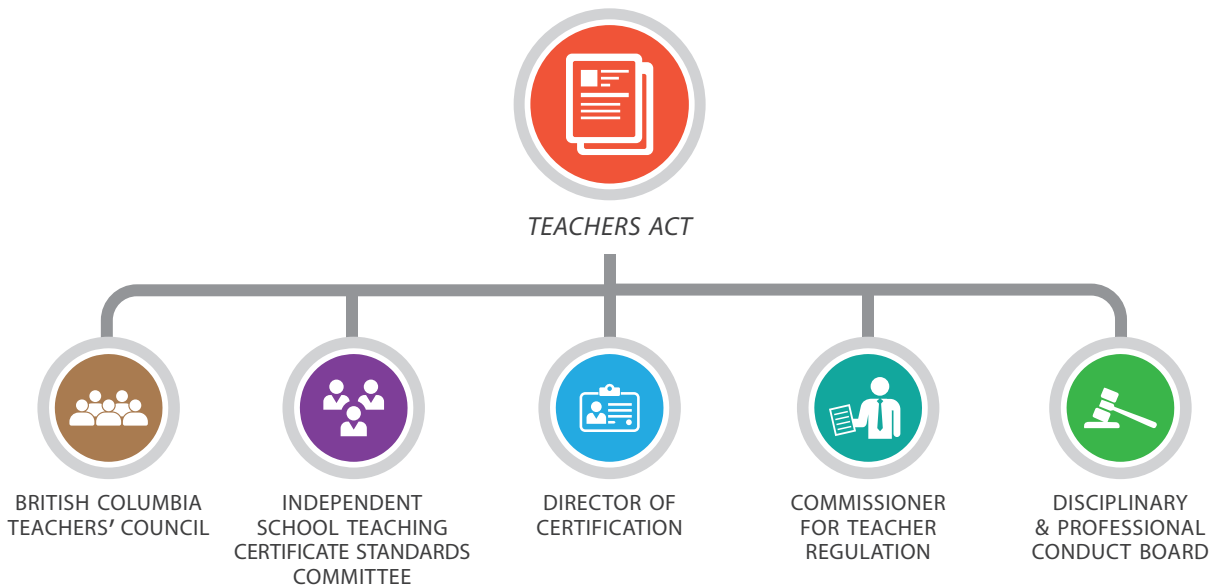 TEACHERS ACT
BRITISH COLUMBIA
TEACHERS’ COUNCIL
INDEPENDENT
SCHOOL TEACHING
CERTIFICATE STANDARDS
COMMITTEE
DIRECTOR OF
CERTIFICATION
COMMISSIONER
FOR TEACHER
REGULATION
DISCIPLINARY
& PROFESSIONAL
CONDUCT BOARD